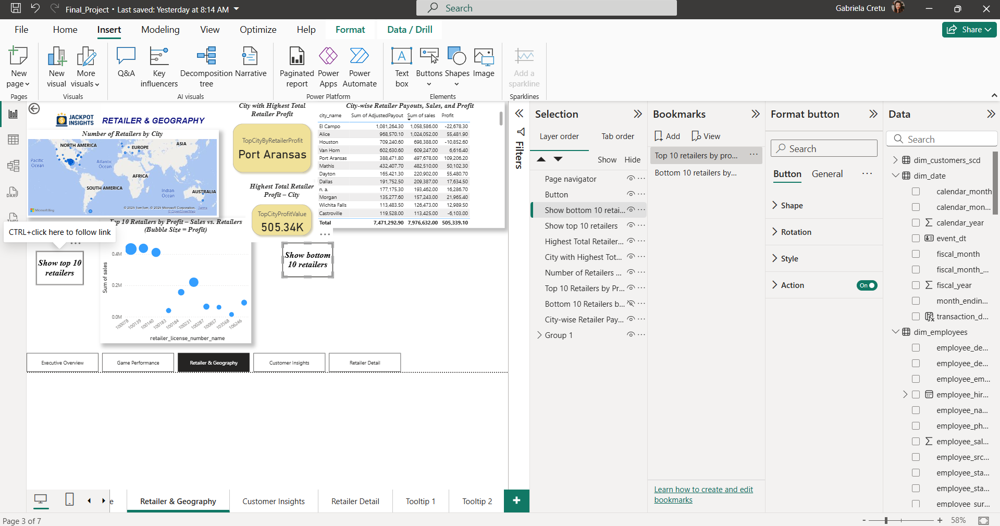 Final_Project • Last saved: Yesterday at 8:14 AM
Search
Gabriela Cretu
File
Home
Insert
Modeling
View
Optimize
Help
Format
Data / Drill
Share
New page
New visual
More visuals
Q&A
Key influencers
Decomposition tree
Narrative
Paginated report
Power Apps
Power Automate
Text box
Buttons
Shapes
Image
Add a sparkline
Pages
Visuals
AI visuals
Power Platform
Elements
Sparklines
JACKPOT
INSIGHTS
RETAILER & GEOGRAPHY
Number of Retailers by City
NORTH AMERICA
EUROPE
ASIA
Pacific
Ocean
Atlantic
Ocean
AFRICA
SOUTH AMERICA
Indian
Ocean
AUSTRALIA
Microsoft Bing
© 2025 TomTom, © 2025 Microsoft Corporation, Terms
© OpenStreetMap
City with Highest Total
Retailer Profit
TopCityByRetailerProfit
Port Aransas
Highest Total Retailer
Profit – City
TopCityProfitValue
505.34K
City-wise Retailer Payouts, Sales, and Profit
city_name Sum of AdjustedPayout Sum of sales Profit
El Campo 1,081,264.30 1,058,586.00 -22,678.30
Alice 968,570.10 1,024,052.00 55,481.90
Houston 709,240.60 698,388.00 -10,852.60
Van Horn 602,630.60 609,247.00 6,616.40
Port Aransas 388,471.80 497,678.00 109,206.20
Mathis 432,407.70 482,510.00 50,102.30
Dayton 165,421.30 220,902.00 55,480.70
Dallas 191,752.50 209,387.00 17,634.50
n. a. 177,175.30 193,462.00 16,286.70
Morgan 135,277.60 157,243.00 21,965.40
Wichita Falls 113,483.50 126,473.00 12,989.50
Castroville 119,528.00 113,425.00 -6,103.00
Total 7,471,292.90 7,976,632.00 505,339.10
CTRL+click here to follow link
Top 10 Retailers by Profit – Sales vs. Retailers
(Bubble Size = Profit)
Show top 10
retailers
Show bottom
10 retailers
Sum of sales
0.4M
0.2M
0.0M
100078
100139
100140
100183
100184
100231
100287
100857
103568
106246
retailer_license_number_name
Executive Overview
Game Performance
Retailer & Geography
Customer Insights
Retailer Detail
Filters
Selection
Layer order
Tab order
Show
Hide
Page navigator
Button
Show bottom 10 retai...
Show top 10 retailers
Highest Total Retailer...
City with Highest Tot...
Number of Retailers ...
Top 10 Retailers by Pr...
Bottom 10 Retailers b...
City-wise Retailer Pay...
Group 1
Bookmarks
Add
View
Top 10 retailers by pro...
Bottom 10 retailers by...
Learn how to create and edit
bookmarks
Format button
Search
Button
General
Shape
Rotation
Style
Action
On
Data
Search
dim_customers_scd
dim_date
calendar_month
calendar_mon...
calendar_year
event_dt
fiscal_month
fiscal_month_...
fiscal_year
month_endin...
transaction_d...
dim_employees
employee_de...
employee_de...
employee_em...
employee_hir...
employee_na...
employee_ph...
employee_sal...
employee_src...
employee_sta...
employee_sta...
employee_sur...
e
Retailer & Geography
Customer Insights
Retailer Detail
Tooltip 1
Tooltip 2
Page 3 of 7
58%